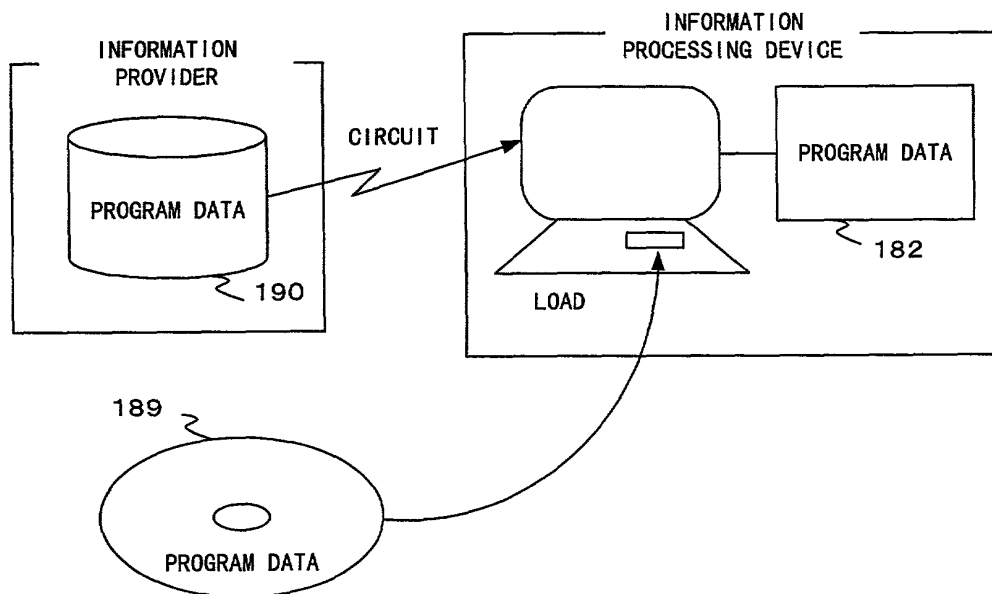 INFORMATION
PROVIDER
PROGRAM DATA
190
CIRCUIT
INFORMATION
PROCESSING DEVICE
PROGRAM DATA
182
LOAD
189
PROGRAM DATA